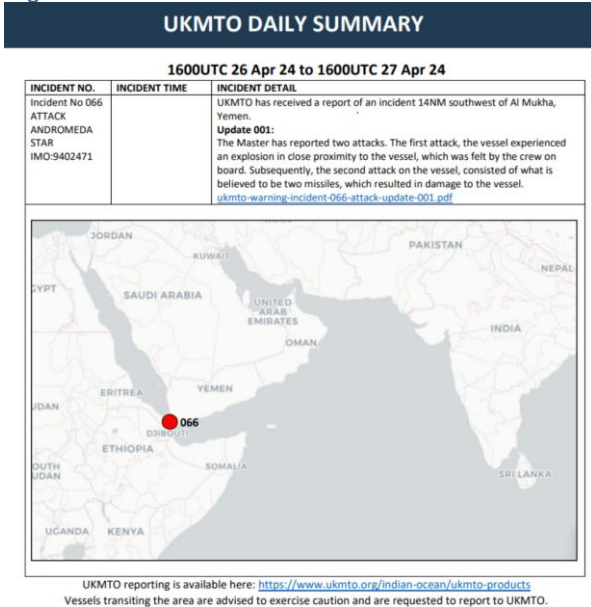 UKMTO DAILY SUMMARY
1600UTC 26 Apr 24 to 1600UTC 27 Apr 24
INCIDENT NO. INCIDENT TIME INCIDENT DETAIL
Incident No 066
ATTACK
ANDROMEDA
STAR
IMO:9402471
UKMTO has received a report of an incident 14NM southwest of Al Mukha,
Yemen.
Update 001:
The Master has reported two attacks. The first attack, the vessel experienced
an explosion in close proximity to the vessel, which was felt by the crew on
board. Subsequently, the second attack on the vessel, consisted of what is
believed to be two missiles, which resulted in damage to the vessel.
ukmto-warning-incident-066-attack-update-001.pdf
JORDAN
PAKISTAN
KUWAIT
NEPAL
GYPT
SAUDI ARABIA
UNITED
ARAB
EMIRATES
INDIA
OMAN
ERITREA
YEMEN
UDAN
066
DJIBOUTI
ETHIOPIA
OUTH
UDAN
SOMALIA
SRI LANKA
UGANDA
KENYA
UKMTO reporting is available here: https://www.ukmto.org/indian-ocean/ukmto-products
Vessels transiting the area are advised to exercise caution and are requested to report to UKMTO.